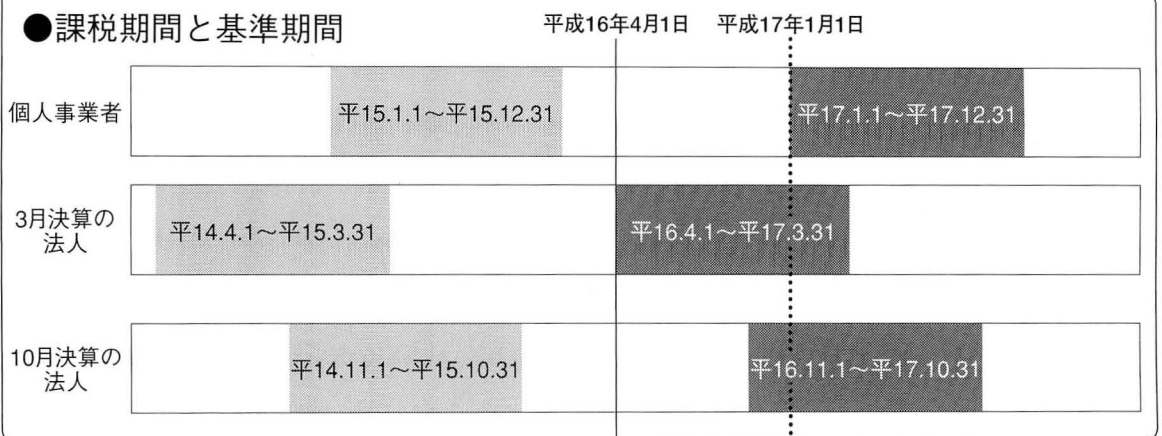 ●課税期間と基準期間
平成16年4月1日
平成17年1月1日
個人事業者
平15.1.1～平15.12.31
平17.1.1～平17.12.31
3月決算の
法人
平14.4.1～平15.3.31
平16.4.1～平17.3.31
10月決算の
法人
平14.11.1～平15.10.31
平16.11.1～平17.10.31